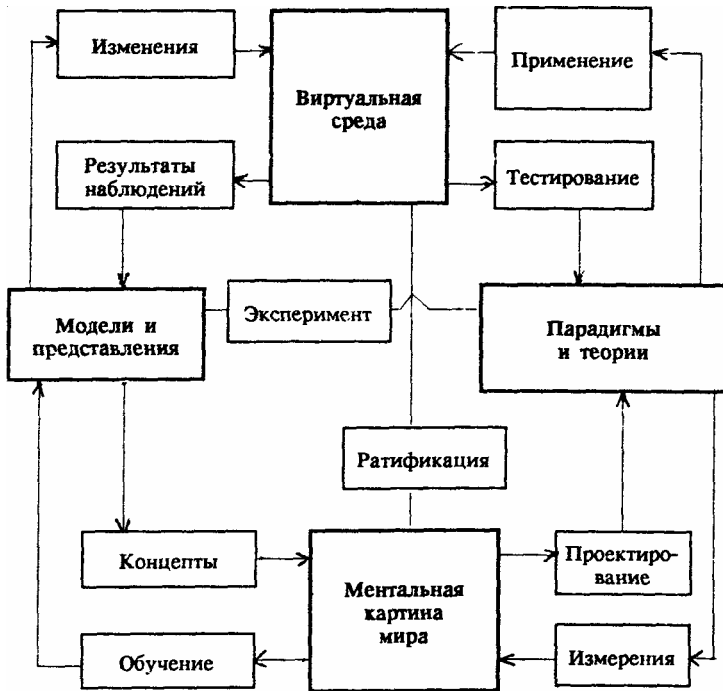 Изменения
Виртуальная
среда
Применение
Результаты
наблюдений
Тестирование
Модели и
представления
Эксперимент
Парадигмы
и теории
Ратификация
Концепты
Ментальная
картина
мира
Проектиро-
вание
Обучение
Измерения